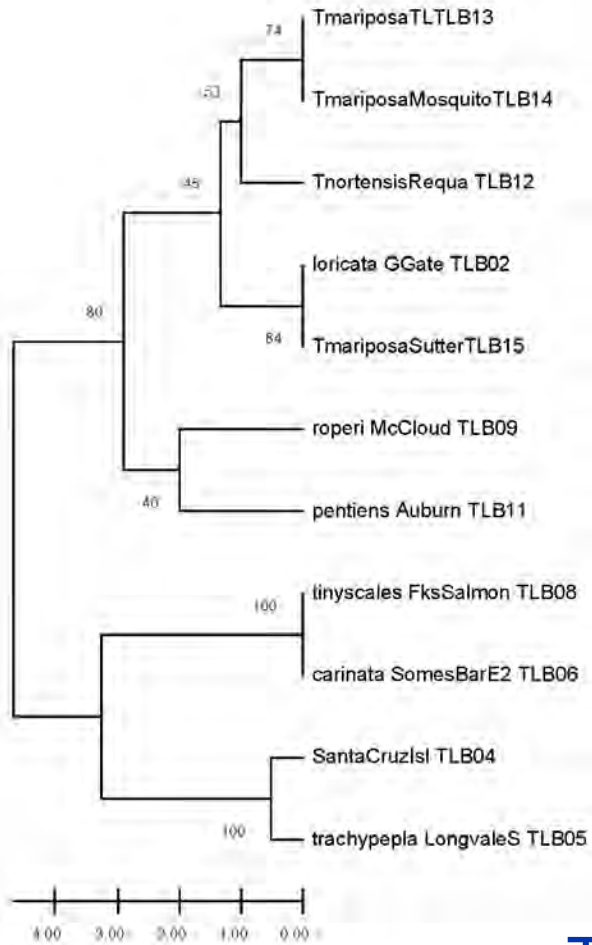 74
TmariposaTLTLB13
TmariposaMosquitoTLB14
TnortensisRequa TLB12
loricata GGate TLB02
80
84
TmariposaSutterTLB15
roperi McCloud TLB09
40
pentiens Auburn TLB11
100
tinyscales FksSalmon TLB08
carinata SomesBarE2 TLB06
SantaCruzIsl TLB04
100
trachypepla LongvaleS TLB05
4.00 3.00 2.00 1.00 0.00